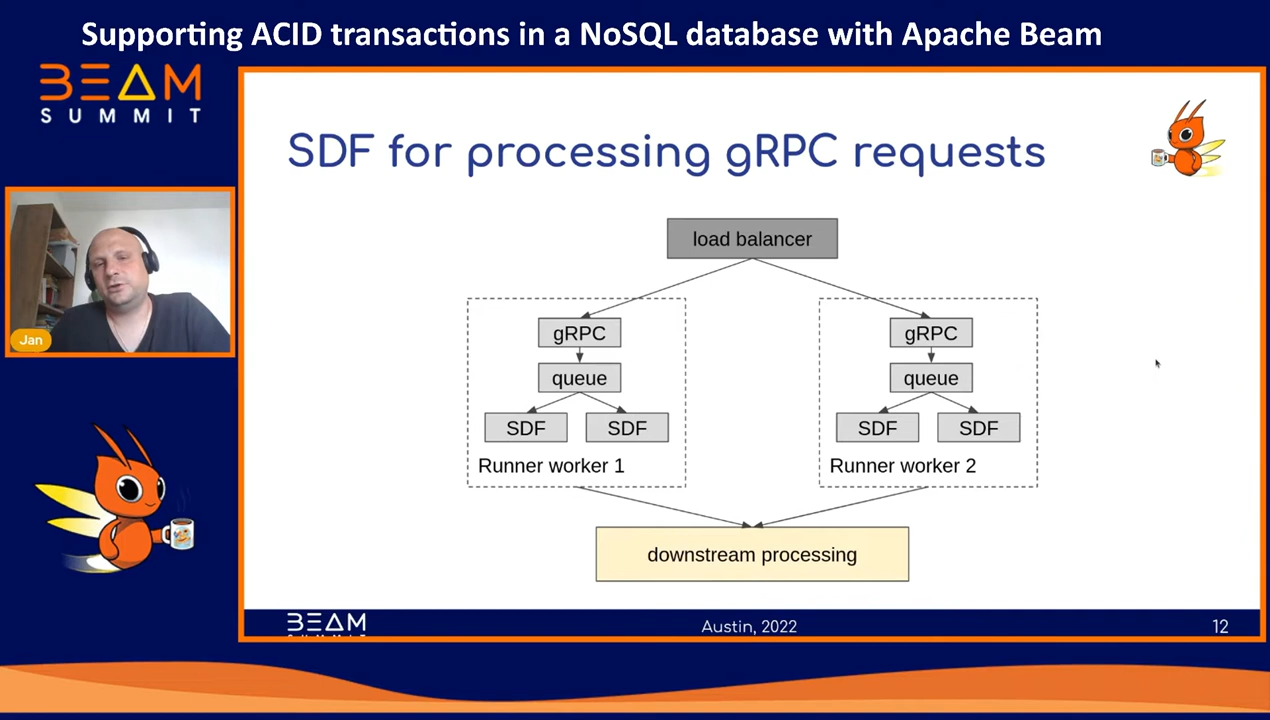 Supporting ACID transactions in a NoSQL database with Apache Beam
BEAM
SUMMIT
Jan
SDF for processing gRPC requests
load balancer
gRPC
queue
SDF SDF
Runner worker 1
gRPC
queue
SDF SDF
Runner worker 2
downstream processing
BEAM
Austin, 2022
12